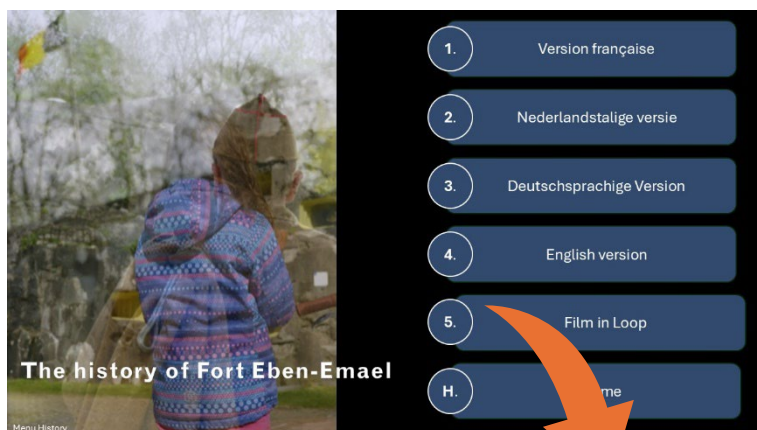 1. Version française
2. Nederlandstalige versie
3. Deutschsprachige Version
4. English version
5. Film in Loop
The history of Fort Eben-Emael
H. me
Menu History